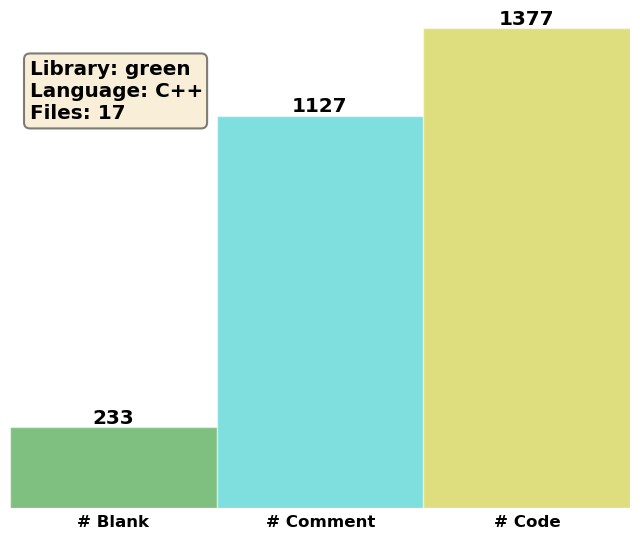 1377
Library: green
Language: C++
Files: 17
1127
233
# Blank
# Comment
# Code